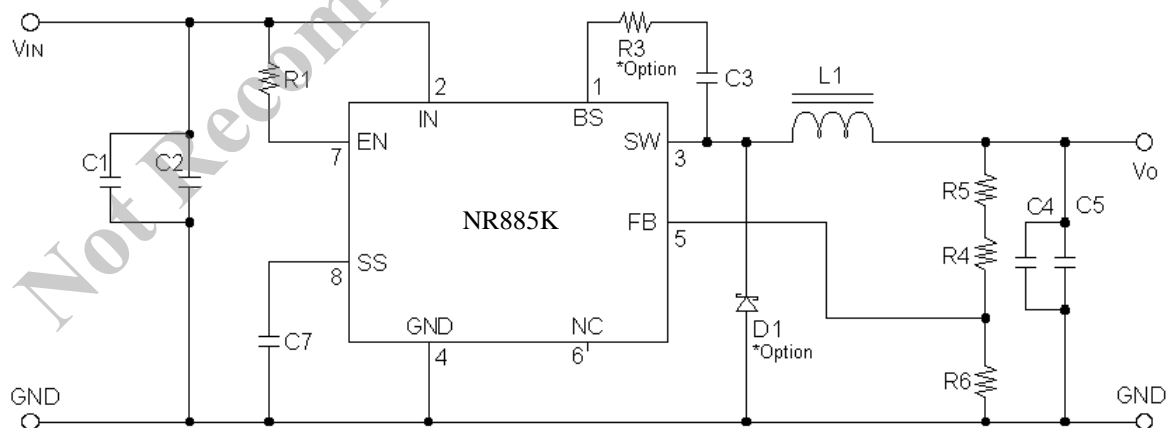 Not Recomm
VIN
R1
R3
*Option
C3
L1
2
1
IN
BS
EN
7
SW
3
C1
C2
Vo
R5
NR885K
FB
5
C4
C5
R4
SS
8
C7
GND
4
NC
6
D1
*Option
R6
GND
GND